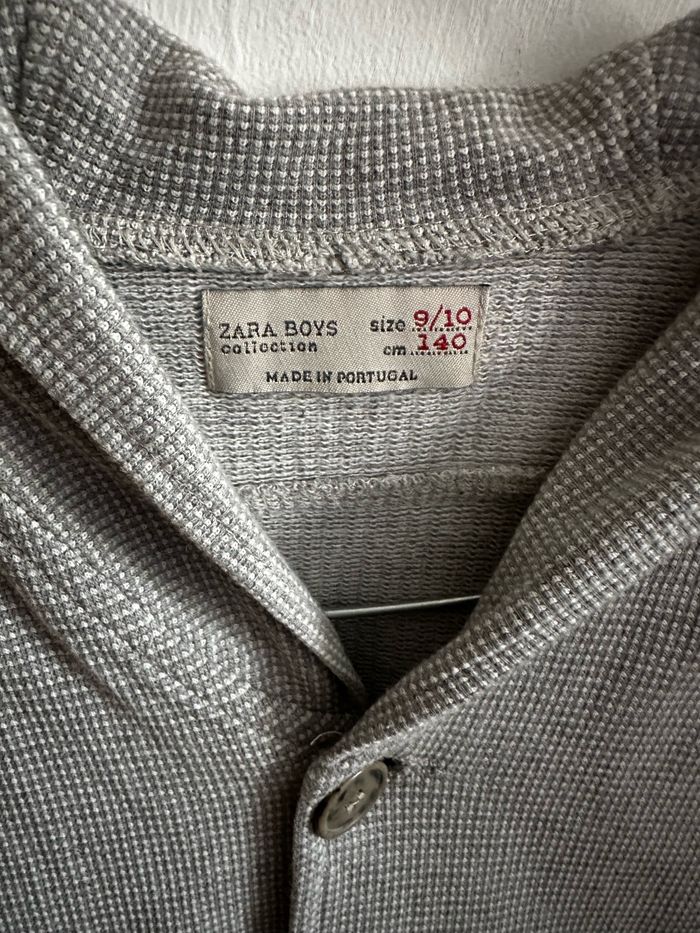 ZARA BOYS size 9/10
collection cm 140
MADE IN PORTUGAL